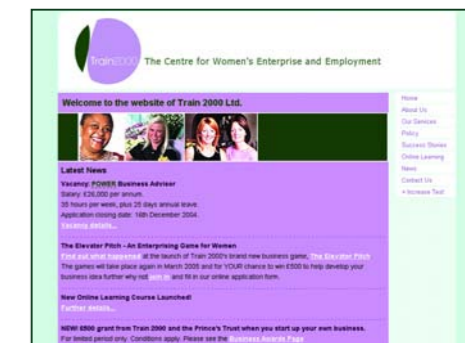 Train2000
The Centre for Women's Enterprise and Employment
Welcome to the website of Train 2000 Ltd.
Home
About Us
Our Services
Policy
Success Stories
Online Learning
News
Contact Us
+ Increase Text
Latest News
Vacancy: POWER Business Advisor
Salary: £26,000 per annum.
35 hours per week, plus 25 days annual leave.
Application closing date: 16th December 2004.
Vacancy details...
The Elevator Pitch - An Enterprising Game for Women
Find out what happened at the launch of Train 2000's brand new business game, The Elevator Pitch
The games will take place again in March 2005 and for YOUR chance to win £500 to help develop your
business idea further why not join in and fill in our online application form.
New Online Learning Course Launched!
Further details...
NEW! £500 grant from Train 2000 and the Prince's Trust when you start up your own business.
For limited period only. Conditions apply. Please see the Business Awards Page